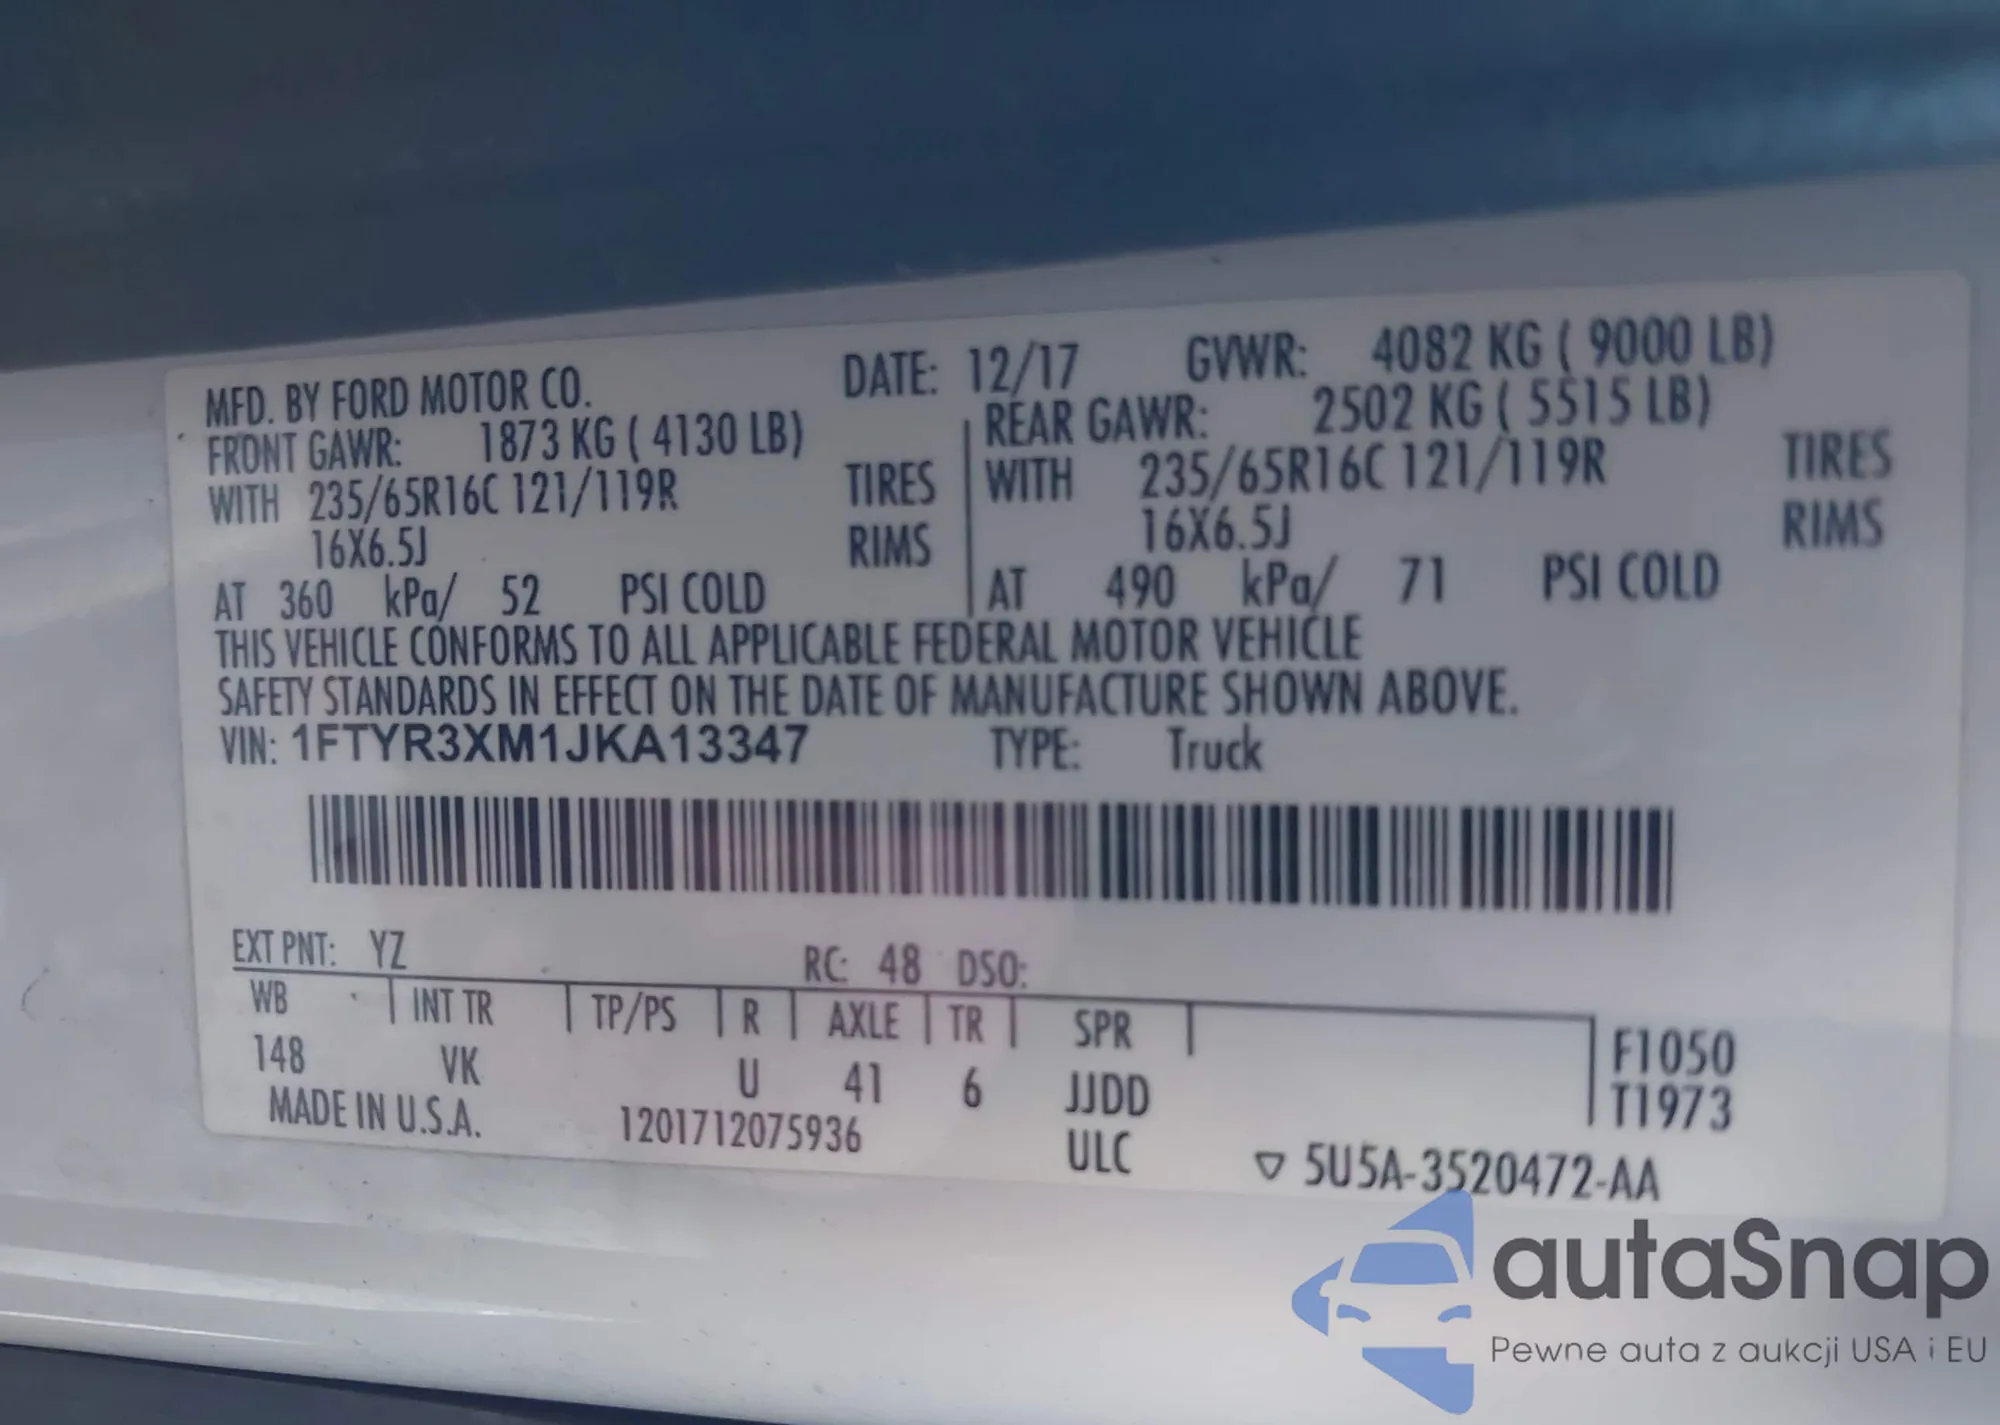 MFD. BY FORD MOTOR CO. DATE: 12/17 GVWR: 4082 KG ( 9000 LB)
FRONT GAWR: 1873 KG ( 4130 LB) REAR GAWR: 2502 KG ( 5515 LB)
WITH 235/65R16C 121/119R TIRES WITH 235/65R16C 121/119R TIRES
16X6.5J RIMS 16X6.5J RIMS
AT 360 kPa/ 52 PSI COLD AT 490 kPa/ 71 PSI COLD
THIS VEHICLE CONFORMS TO ALL APPLICABLE FEDERAL MOTOR VEHICLE
SAFETY STANDARDS IN EFFECT ON THE DATE OF MANUFACTURE SHOWN ABOVE.
VIN: 1FTYR3XM1JKA13347 TYPE: Truck
EXT PNT: YZ RC: 48 DSO:
WB INT TR TP/PS R AXLE TR SPR F1050
148 VK U 41 6 JJDD T1973
MADE IN U.S.A. 1201712075936 ULC ▽ 5U5A-3520472-AA
autaSnap
Pewne auta z aukcji USA i EU